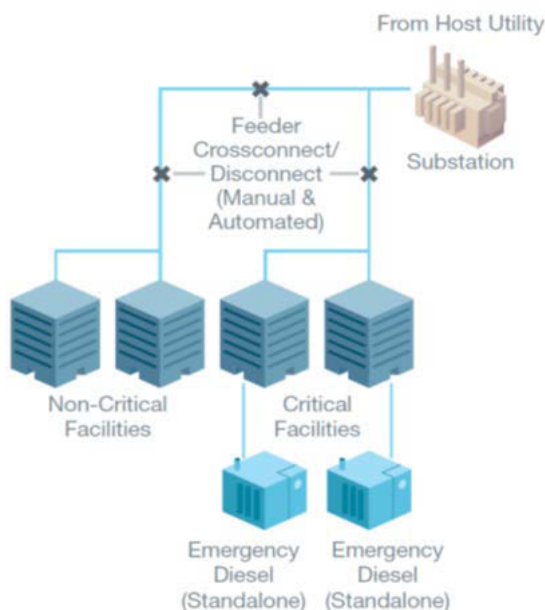 From Host Utility
Feeder
Crossconnect/
Disconnect
(Manual &
Automated)
Substation
Non-Critical
Facilities
Critical
Facilities
Emergency
Diesel
(Standalone)
Emergency
Diesel
(Standalone)